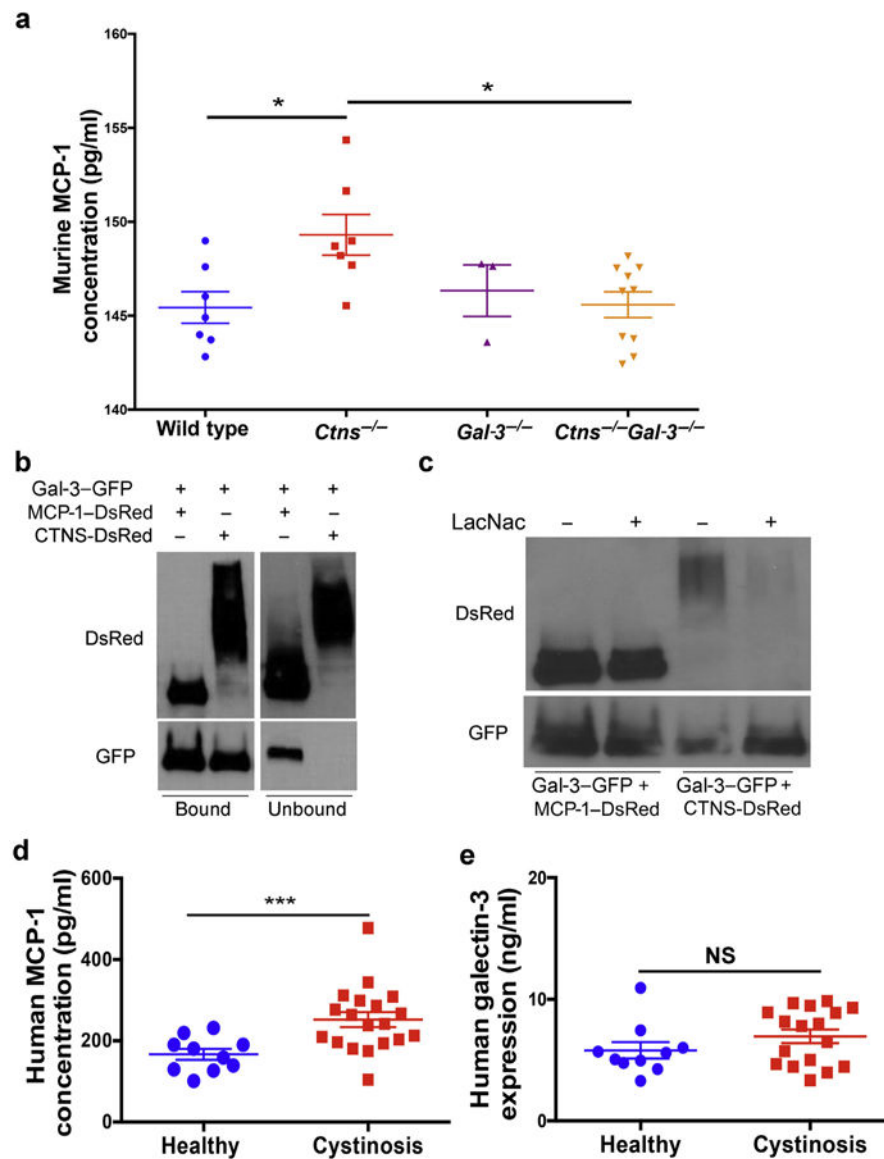 a
Murine MCP-1
concentration (pg/ml)
160
155
150
145
140
*
*
Wild type
Ctns–/–
Gal-3–/–
Ctns–/–Gal-3–/–
b
Gal-3–GFP + + + +
MCP-1–DsRed + – + –
CTNS-DsRed – + – +
DsRed
GFP
Bound
Unbound
c
LacNac – + – +
DsRed
GFP
Gal-3–GFP +
MCP-1–DsRed
Gal-3–GFP +
CTNS-DsRed
d
Human MCP-1
concentration (pg/ml)
600
400
200
0
***
Healthy
Cystinosis
e
Human galectin-3
expression (ng/ml)
20
10
0
NS
Healthy
Cystinosis